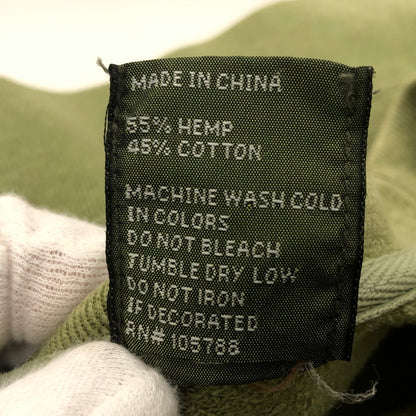 MADE IN CHINA
55% HEMP
45% COTTON
MACHINE WASH COLD
IN COLORS
DO NOT BLEACH
TUMBLE DRY LOW
DO NOT IRON
IF DECORATED
RN# 105788